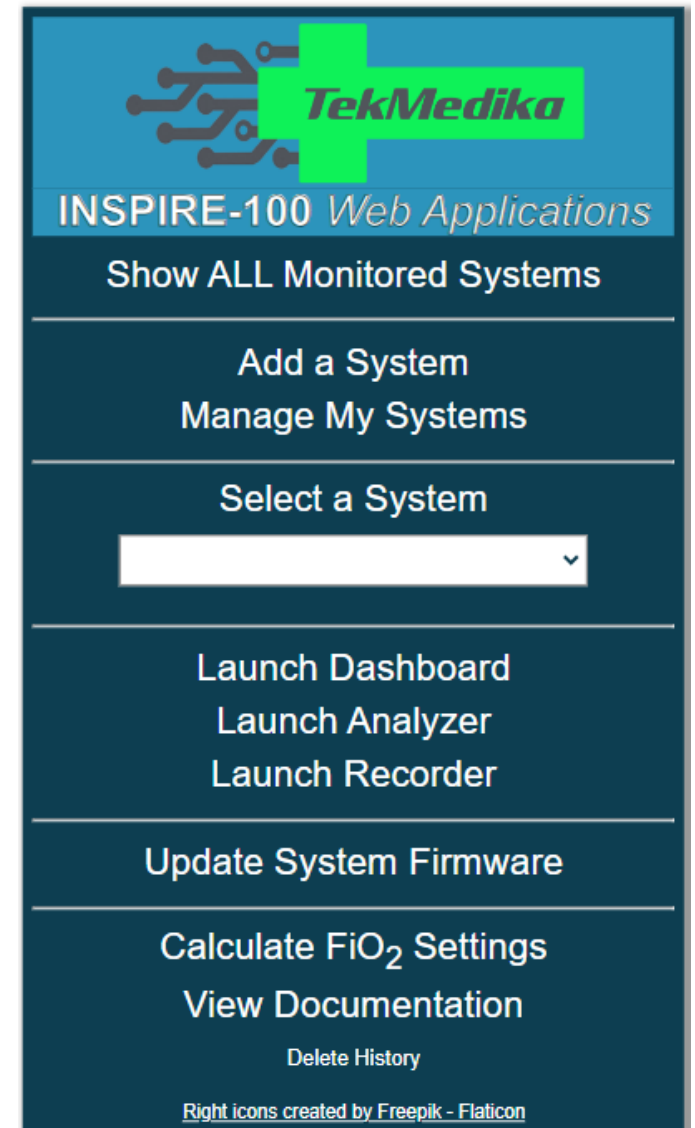 TekMedika
INSPIRE-100 Web Applications
Show ALL Monitored Systems
Add a System
Manage My Systems
Select a System
Launch Dashboard
Launch Analyzer
Launch Recorder
Update System Firmware
Calculate FiO₂ Settings
View Documentation
Delete History
Right icons created by Freepik - Flaticon